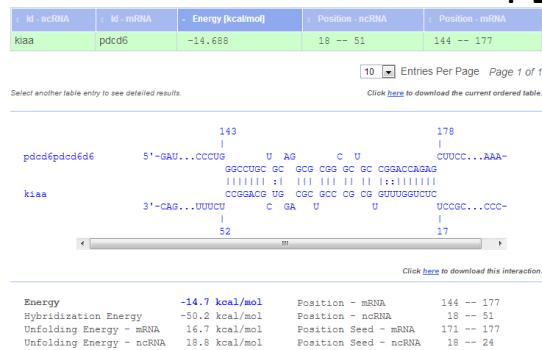 Id - ncRNA Id - mRNA Energy [kcal/mol] Position - ncRNA Position - mRNA
kiaa pdcd6 -14.688 18 -- 51 144 -- 177
10 Entries Per Page Page 1 of 1
Select another table entry to see detailed results. Click here to download the current ordered table.
143 178
| |
pdcd6pdcd6d6 5'-GAU...CCCUG U AG C U CUUCC...AAA-
GGCCUGC GC GCG CGG GC GC CGGACCAGAG
||||||| :| ||| ||| || || |::|||||||
kiaa CCGGACG UG CGC GCC CG CG GUUUGGUCUC
3'-CAG...UUUCU C GA U U UCCGC...CCC-
| |
52 17
Click here to download this interaction.
Energy -14.7 kcal/mol Position - mRNA 144 -- 177
Hybridization Energy -50.2 kcal/mol Position - ncRNA 18 -- 51
Unfolding Energy - mRNA 16.7 kcal/mol Position Seed - mRNA 171 -- 177
Unfolding Energy - ncRNA 18.8 kcal/mol Position Seed - ncRNA 18 -- 24